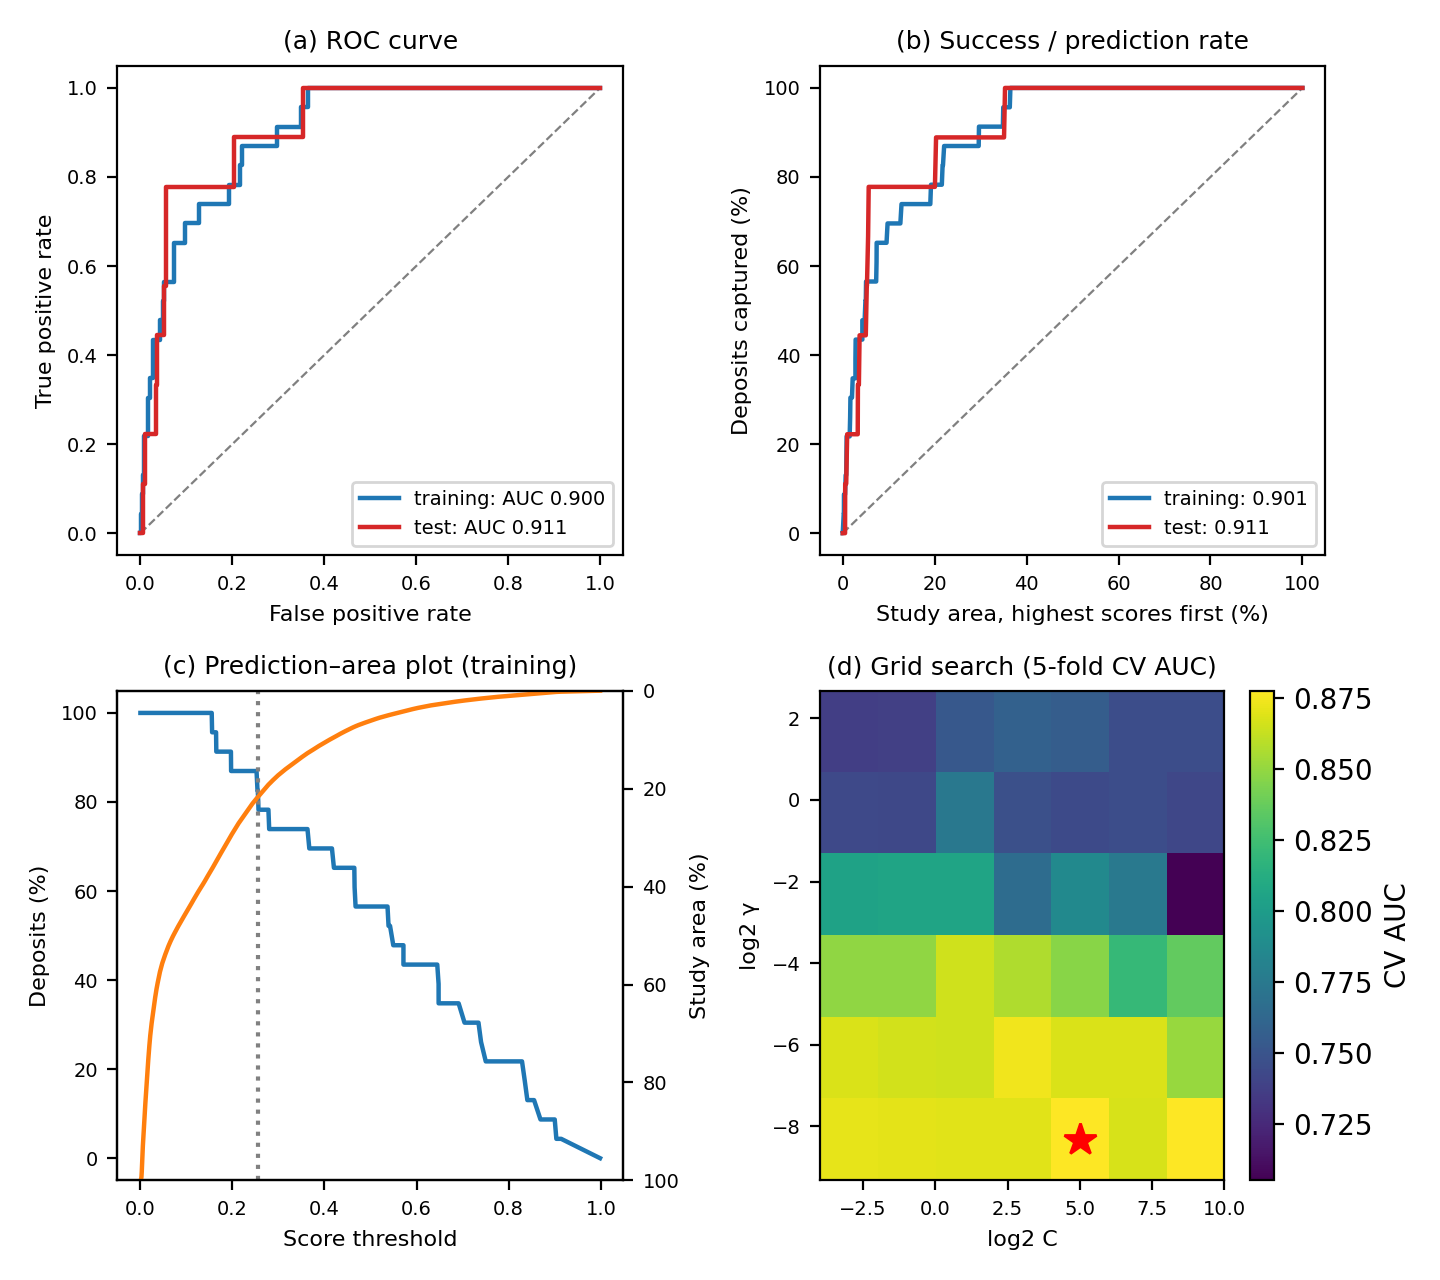 (a) ROC curve
1.0
0.8
0.6
0.4
0.2
0.0
True positive rate
0.0 0.2 0.4 0.6 0.8 1.0
False positive rate
training: AUC 0.900
test: AUC 0.911
(b) Success / prediction rate
100
80
60
40
20
0
Deposits captured (%)
0 20 40 60 80 100
Study area, highest scores first (%)
training: 0.901
test: 0.911
(c) Prediction–area plot (training)
100
80
60
40
20
0
Deposits (%)
0.0 0.2 0.4 0.6 0.8 1.0
Score threshold
0
20
40
60
80
100
Study area (%)
(d) Grid search (5-fold CV AUC)
2
0
−2
−4
−6
−8
log2 γ
−2.5 0.0 2.5 5.0 7.5 10.0
log2 C
0.875
0.850
0.825
0.800
0.775
0.750
0.725
CV AUC